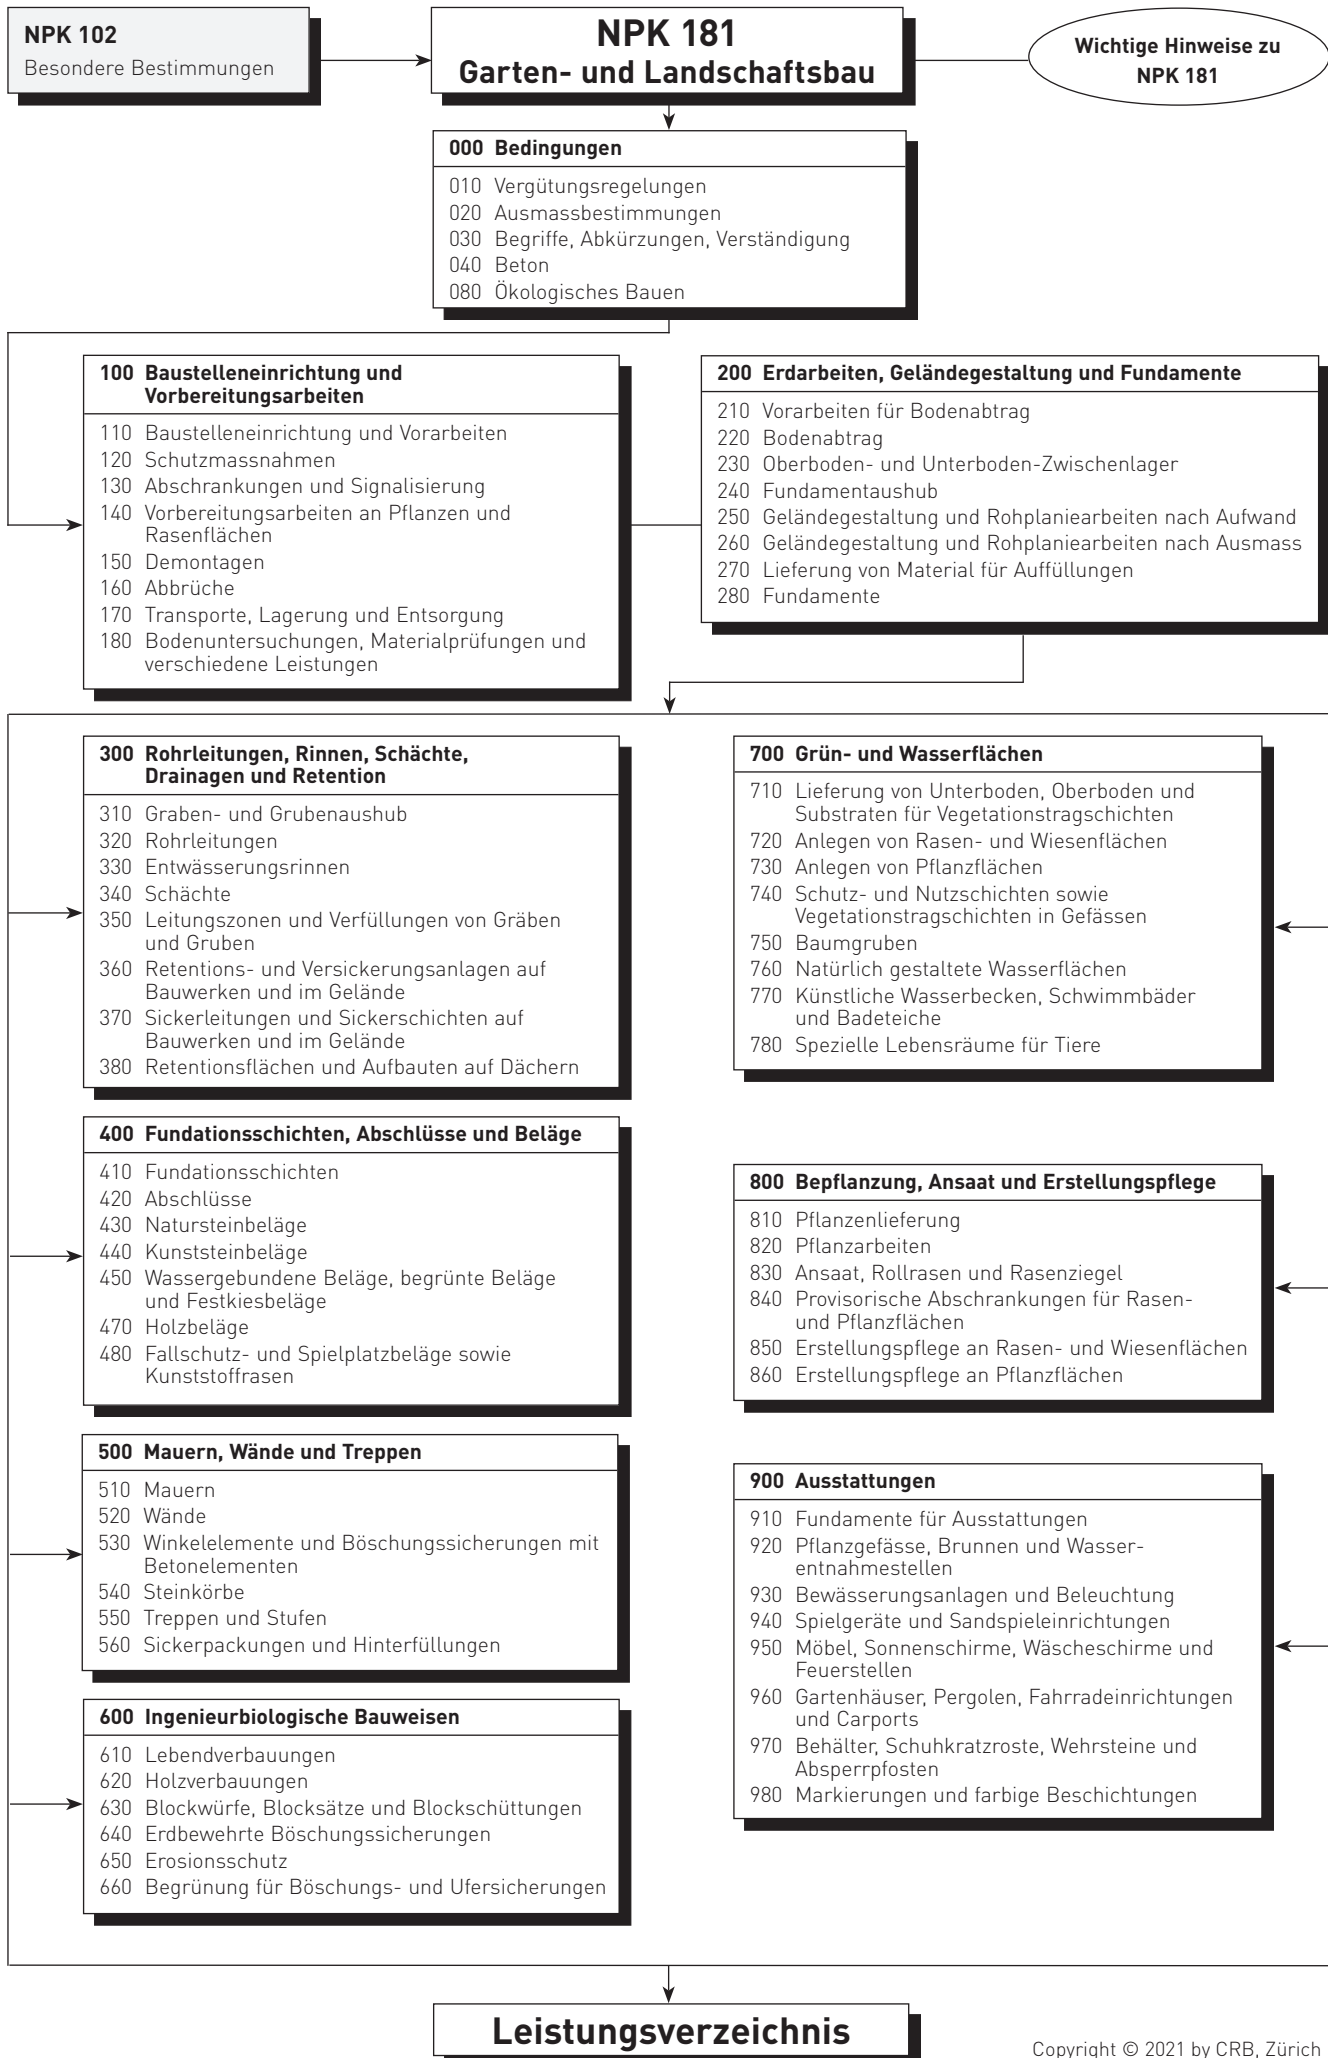 NPK 102
Besondere Bestimmungen
NPK 181
Garten- und Landschaftsbau
Wichtige Hinweise zu
NPK 181
000 Bedingungen
010 Vergütungsregelungen
020 Ausmassbestimmungen
030 Begriffe, Abkürzungen, Verständigung
040 Beton
080 Ökologisches Bauen
100 Baustelleneinrichtung und
Vorbereitungsarbeiten
110 Baustelleneinrichtung und Vorarbeiten
120 Schutzmassnahmen
130 Abschrankungen und Signalisierung
140 Vorbereitungsarbeiten an Pflanzen und
Rasenflächen
150 Demontagen
160 Abbrüche
170 Transporte, Lagerung und Entsorgung
180 Bodenuntersuchungen, Materialprüfungen und
verschiedene Leistungen
200 Erdarbeiten, Geländegestaltung und Fundamente
210 Vorarbeiten für Bodenabtrag
220 Bodenabtrag
230 Oberboden- und Unterboden-Zwischenlager
240 Fundamentaushub
250 Geländegestaltung und Rohplaniearbeiten nach Aufwand
260 Geländegestaltung und Rohplaniearbeiten nach Ausmass
270 Lieferung von Material für Auffüllungen
280 Fundamente
300 Rohrleitungen, Rinnen, Schächte,
Drainagen und Retention
310 Graben- und Grubenaushub
320 Rohrleitungen
330 Entwässerungsrinnen
340 Schächte
350 Leitungszonen und Verfüllungen von Gräben
und Gruben
360 Retentions- und Versickerungsanlagen auf
Bauwerken und im Gelände
370 Sickerleitungen und Sickerschichten auf
Bauwerken und im Gelände
380 Retentionsflächen und Aufbauten auf Dächern
400 Fundationsschichten, Abschlüsse und Beläge
410 Fundationsschichten
420 Abschlüsse
430 Natursteinbeläge
440 Kunststeinbeläge
450 Wassergebundene Beläge, begrünte Beläge
und Festkiesbeläge
470 Holzbeläge
480 Fallschutz- und Spielplatzbeläge sowie
Kunststoffrasen
500 Mauern, Wände und Treppen
510 Mauern
520 Wände
530 Winkelelemente und Böschungssicherungen mit
Betonelementen
540 Steinkörbe
550 Treppen und Stufen
560 Sickerpackungen und Hinterfüllungen
600 Ingenieurbiologische Bauweisen
610 Lebendverbauungen
620 Holzverbauungen
630 Blockwürfe, Blocksätze und Blockschüttungen
640 Erdbewehrte Böschungssicherungen
650 Erosionsschutz
660 Begrünung für Böschungs- und Ufersicherungen
700 Grün- und Wasserflächen
710 Lieferung von Unterboden, Oberboden und
Substraten für Vegetationstragschichten
720 Anlegen von Rasen- und Wiesenflächen
730 Anlegen von Pflanzflächen
740 Schutz- und Nutzschichten sowie
Vegetationstragschichten in Gefässen
750 Baumgruben
760 Natürlich gestaltete Wasserflächen
770 Künstliche Wasserbecken, Schwimmbäder
und Badeteiche
780 Spezielle Lebensräume für Tiere
800 Bepflanzung, Ansaat und Erstellungspflege
810 Pflanzenlieferung
820 Pflanzarbeiten
830 Ansaat, Rollrasen und Rasenziegel
840 Provisorische Abschrankungen für Rasen-
und Pflanzflächen
850 Erstellungspflege an Rasen- und Wiesenflächen
860 Erstellungspflege an Pflanzflächen
900 Ausstattungen
910 Fundamente für Ausstattungen
920 Pflanzgefässe, Brunnen und Wasser-
entnahmestellen
930 Bewässerungsanlagen und Beleuchtung
940 Spielgeräte und Sandspieleinrichtungen
950 Möbel, Sonnenschirme, Wäscheschirme und
Feuerstellen
960 Gartenhäuser, Pergolen, Fahrradeinrichtungen
und Carports
970 Behälter, Schuhkratzroste, Wehrsteine und
Absperrpfosten
980 Markierungen und farbige Beschichtungen
Leistungsverzeichnis
Copyright © 2021 by CRB, Zürich